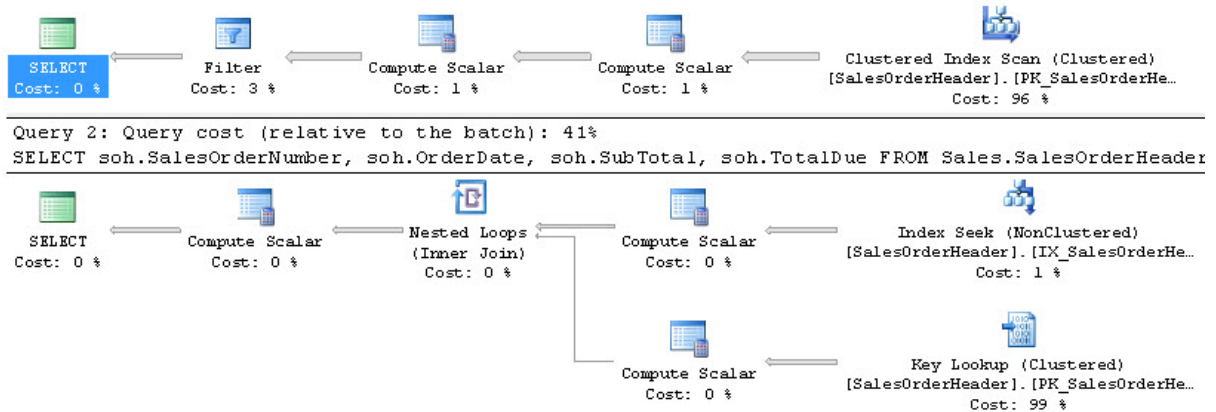 SELECT
Cost: 0 %
Filter
Cost: 3 %
Compute Scalar
Cost: 1 %
Compute Scalar
Cost: 1 %
Clustered Index Scan (Clustered)
[SalesOrderHeader].[PK_SalesOrderHe…
Cost: 96 %
Query 2: Query cost (relative to the batch): 41%
SELECT soh.SalesOrderNumber, soh.OrderDate, soh.SubTotal, soh.TotalDue FROM Sales.SalesOrderHeader
SELECT
Cost: 0 %
Compute Scalar
Cost: 0 %
Nested Loops
(Inner Join)
Cost: 0 %
Compute Scalar
Cost: 0 %
Index Seek (NonClustered)
[SalesOrderHeader].[IX_SalesOrderHe…
Cost: 1 %
Compute Scalar
Cost: 0 %
Key Lookup (Clustered)
[SalesOrderHeader].[PK_SalesOrderHe…
Cost: 99 %